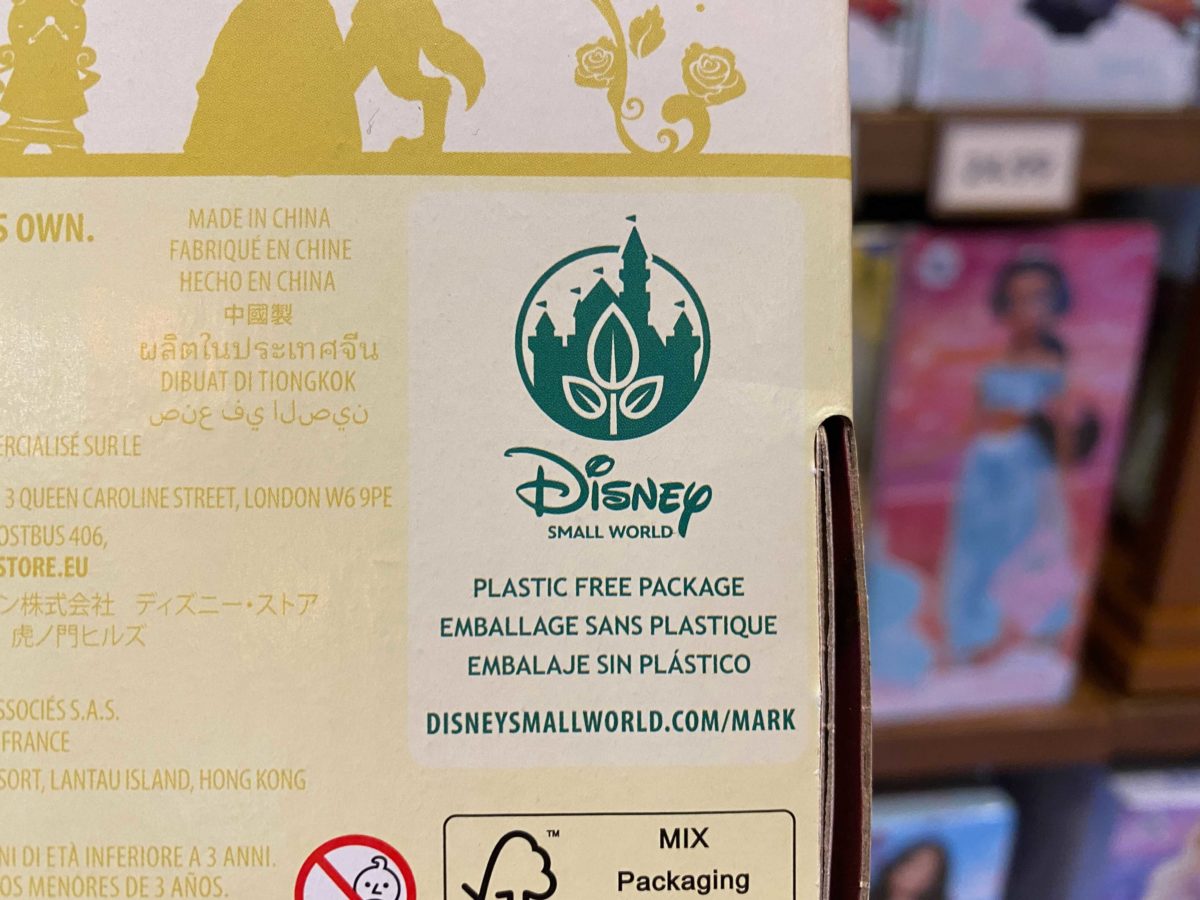 S OWN.
MADE IN CHINA
FABRIQUÉ EN CHINE
HECHO EN CHINA
中國製
ผลิตในประเทศจีน
DIBUAT DI TIONGKOK
صنع في الصين
ERCIALISÉ SUR LE
3 QUEEN CAROLINE STREET, LONDON W6 9PE
OSTBUS 406,
STORE.EU
ン株式会社 ディズニー・ストア
虎ノ門ヒルズ
SSOCIÉS S.A.S.
FRANCE
SORT, LANTAU ISLAND, HONG KONG
NI DI ETÀ INFERIORE A 3 ANNI.
OS MENORES DE 3 AÑOS.
Disney
SMALL WORLD
PLASTIC FREE PACKAGE
EMBALLAGE SANS PLASTIQUE
EMBALAJE SIN PLÁSTICO
DISNEYSMALLWORLD.COM/MARK
TM
MIX
Packaging